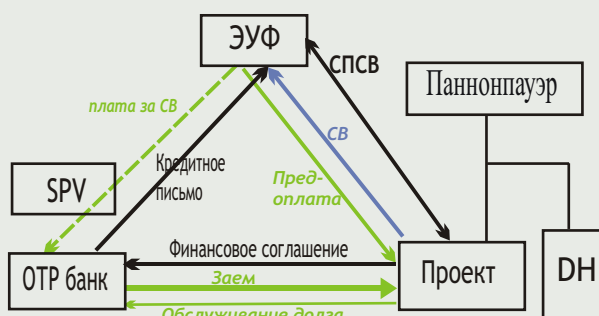 ЭУФ
СПСВ
Паннонпауэр
плата за СВ
СВ
Кредитное
письмо
Пред-
оплата
SPV
Финансовое соглашение
ОТР банк
Заем
Проект
DH
Обслуживание долга